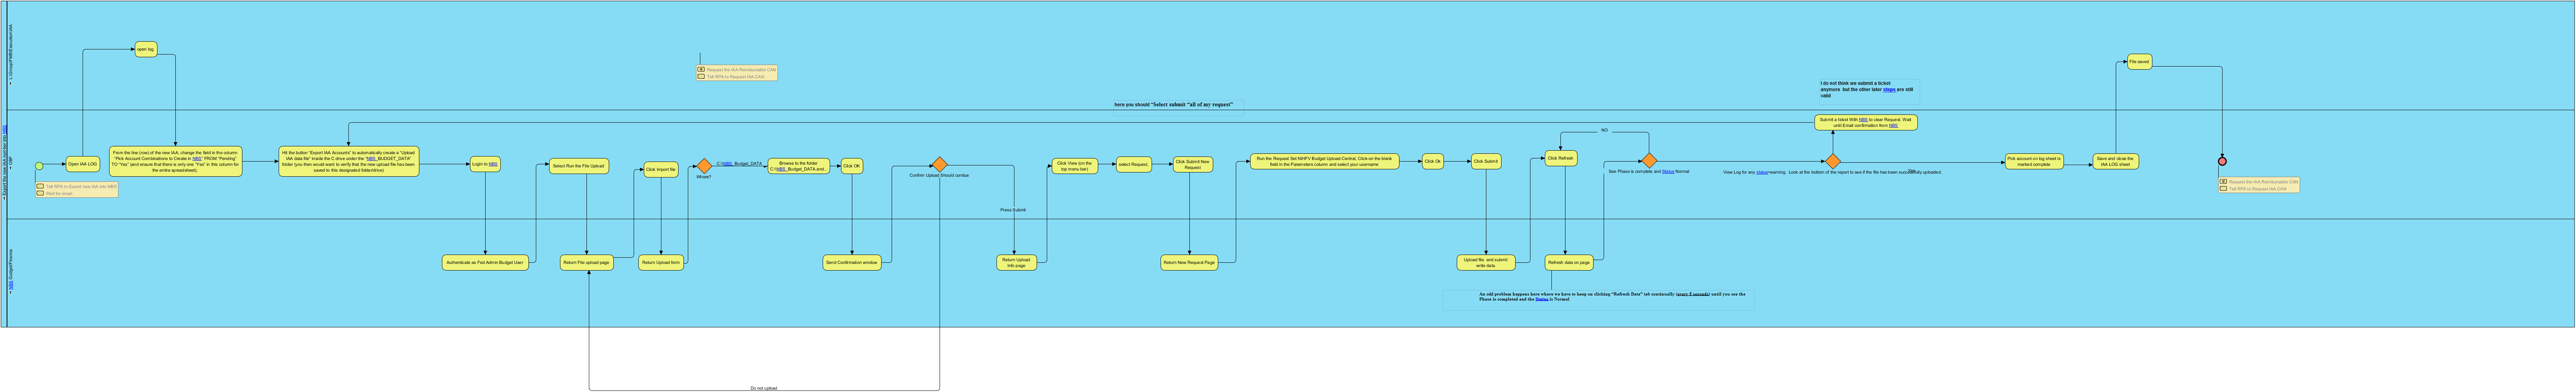 L:\Group\FMB\Execution\IAA
open log
Request the IAA Reimbursable CAN
Tell RPA to Request IAA CAN
File saved
I do not think we submit a ticket
anymore but the other later steps are still
valid
here you should "Select submit "all of my request"
Export the new IAA number into NBS
OBF
Open IAA LOG
From the line (row) of the new IAA, change the field in the column
"Pick Account Combinations to Create in NBS" FROM "Pending"
TO "Yes" (and ensure that there is only one "Yes" in this column for
the entire spreadsheet);
Hit the button "Export IAA Accounts" to automatically create a "Upload
IAA data file" inside the C drive under the "NBS_BUDGET_DATA"
folder (you then would want to verify that the new upload file has been
saved to this designated folder/drive)
Login to NBS
Select Run the File Upload
Click Import file
Where?
C:\\NBS_Budget_DATA
Browse to the folder
C:\\NBS_Budget_DATA and..
Click OK
Confirm Upload Should contiue
Press Submit
Click View (on the
top menu bar)
select Request;
Click Submit New
Request
Run the Request Set NIHFV Budget Upload-Central, Click-on the blank
field in the Parameters column and select your username
Click Ok
Click Submit
Click Refresh
NO
See Phase is complete and Status Normal
Submit a ticket With NBS to clear Request. Wait
until Email confirmation from NBS.
View Log for any status=warning. Look at the bottom of the report to see if the file has been successfully uploaded.
Pick account on log sheet is
marked complete
Save and close the
IAA LOG sheet
Tell RPA to Export new IAA into NBS
Wait for email
Request the IAA Reimbursable CAN
Tell RPA to Request IAA CAN
NBS Budget/Finance
Authenticate as Fed Admin Budget User
Return File upload page
Return Upload form
Send Confirmation window
Return Upload
Info page
Return New Request Page
Upload file and submit
write data
Refresh data on page
An odd problem happens here where we have to keep on clicking "Refresh Data" tab continually (every 5 seconds) until you see the
Phase is completed and the Status is Normal
Do not upload